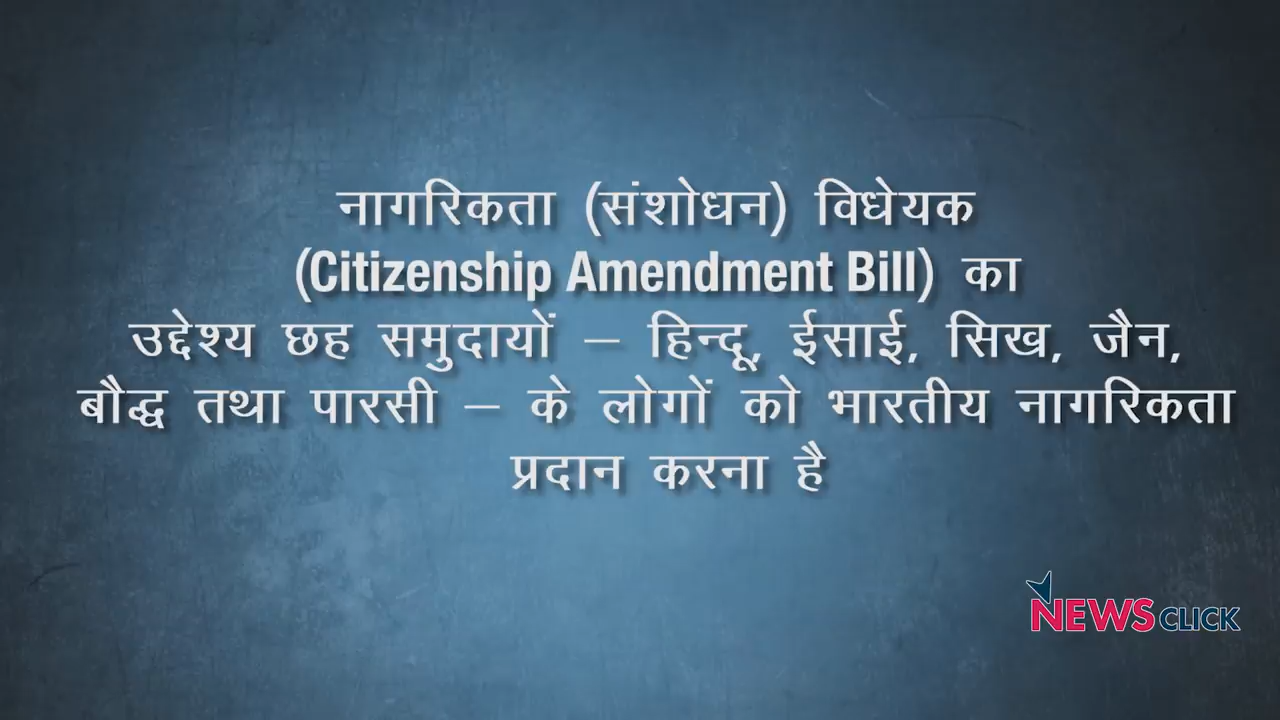 नागरिकता (संशोधन) विधेयक
(Citizenship Amendment Bill) का
उद्देश्य छह समुदायों – हिन्दू, ईसाई, सिख, जैन,
बौद्ध तथा पारसी – के लोगों को भारतीय नागरिकता
प्रदान करना है
NEWSCLICK